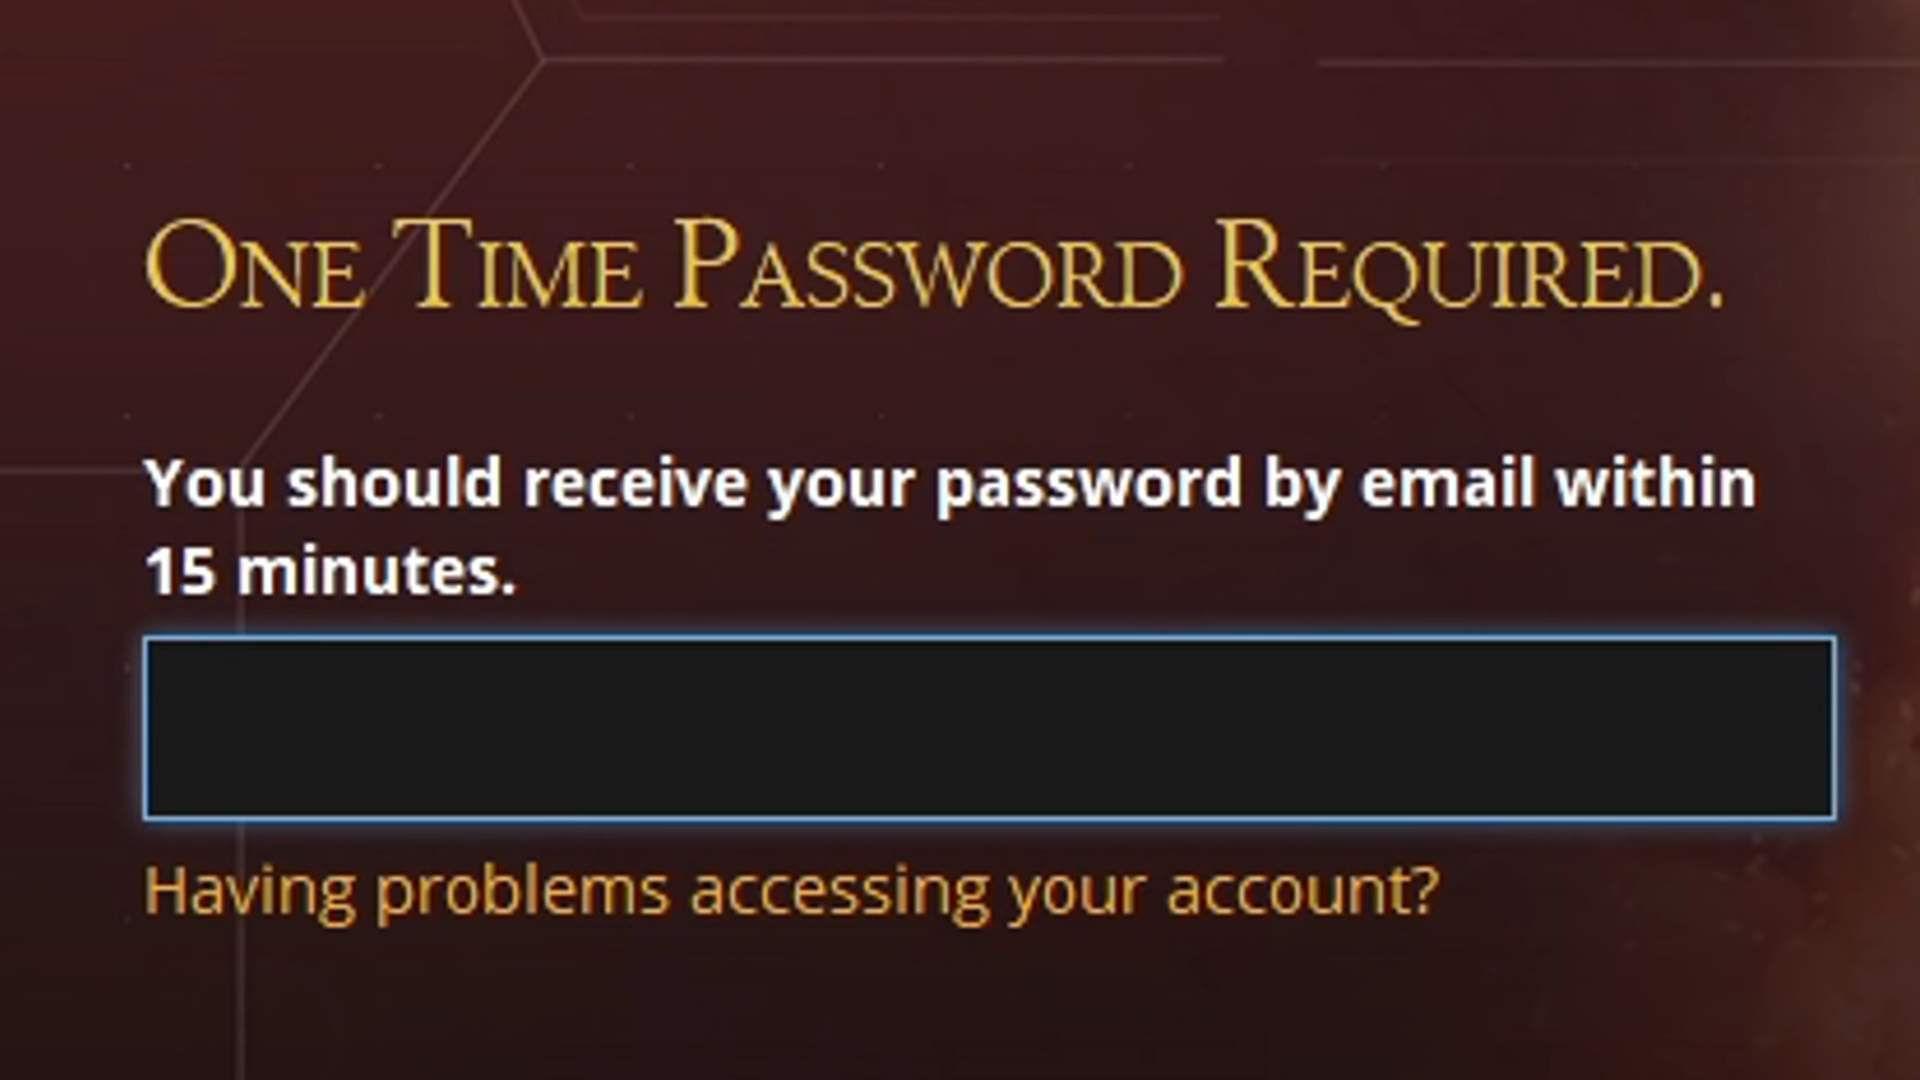 One Time Password Required.
You should receive your password by email within
15 minutes.
Having problems accessing your account?